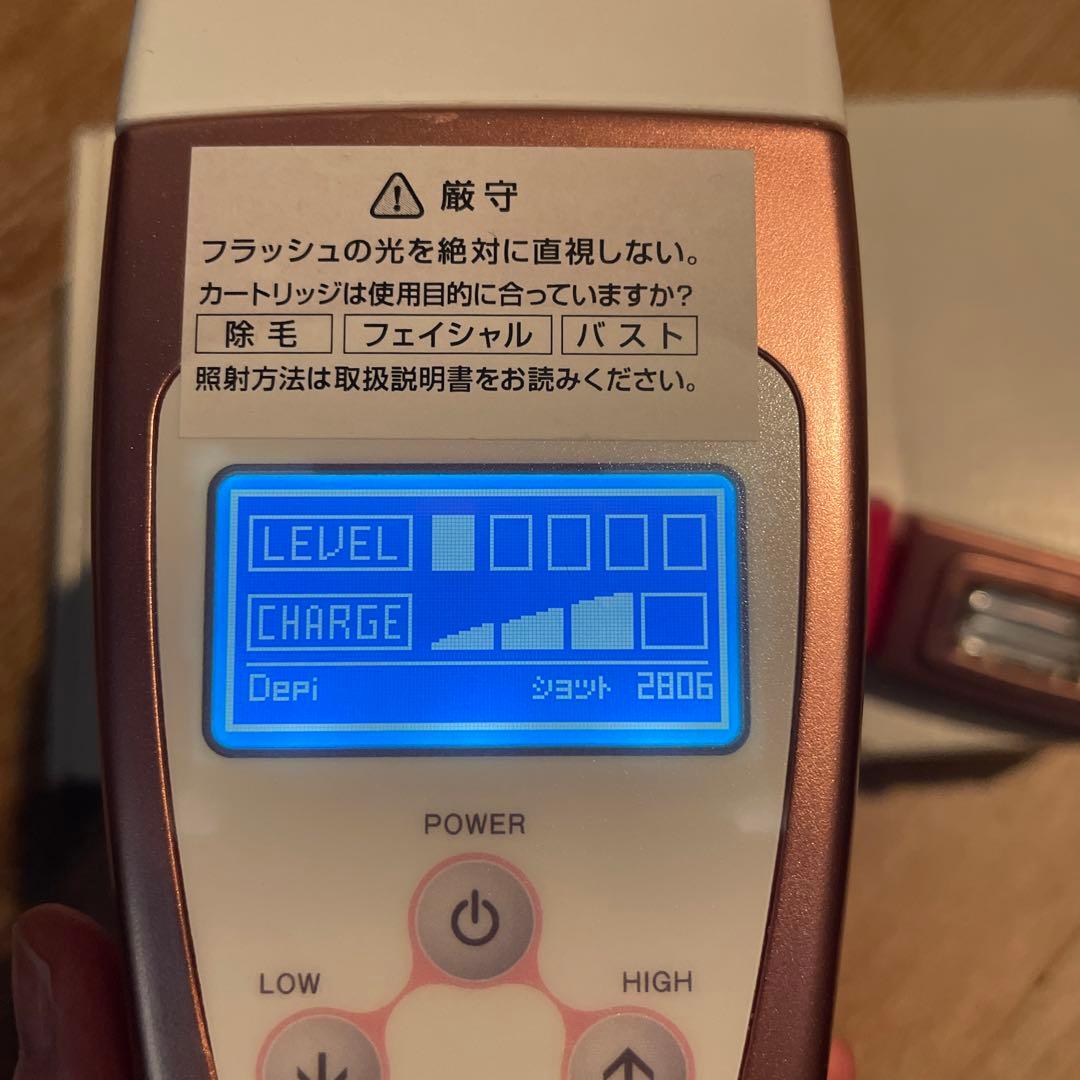 厳守
フラッシュの光を絶対に直視しない。
カートリッジは使用目的に合っていますか?
除毛 フェイシャル バスト
照射方法は取扱説明書をお読みください。
LEVEL
CHARGE
Depi ショット 2806
POWER
LOW HIGH